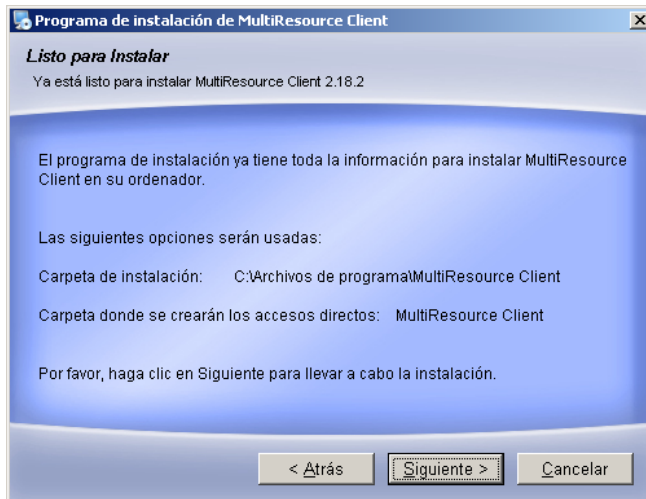 Programa de instalación de MultiResource Client
Listo para Instalar
Ya está listo para instalar MultiResource Client 2.18.2
El programa de instalación ya tiene toda la información para instalar MultiResource
Client en su ordenador.
Las siguientes opciones serán usadas:
Carpeta de instalación: C:\Archivos de programa\MultiResource Client
Carpeta donde se crearán los accesos directos: MultiResource Client
Por favor, haga clic en Siguiente para llevar a cabo la instalación.
< Atrás Siguiente > Cancelar